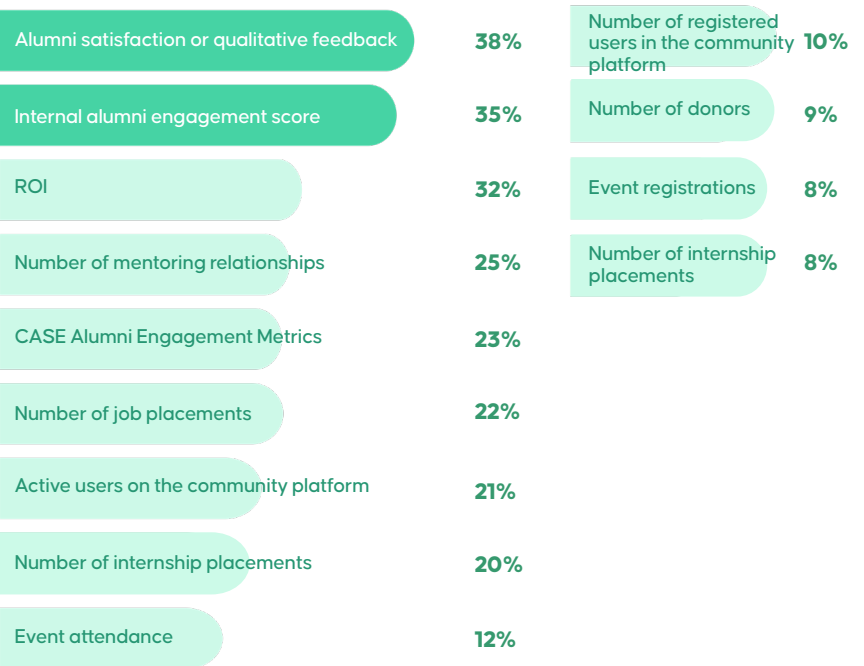 Alumni satisfaction or qualitative feedback 38%
Internal alumni engagement score 35%
ROI 32%
Number of mentoring relationships 25%
CASE Alumni Engagement Metrics 23%
Number of job placements 22%
Active users on the community platform 21%
Number of internship placements 20%
Event attendance 12%
Number of registered
users in the community 10%
platform
Number of donors 9%
Event registrations 8%
Number of internship
placements 8%